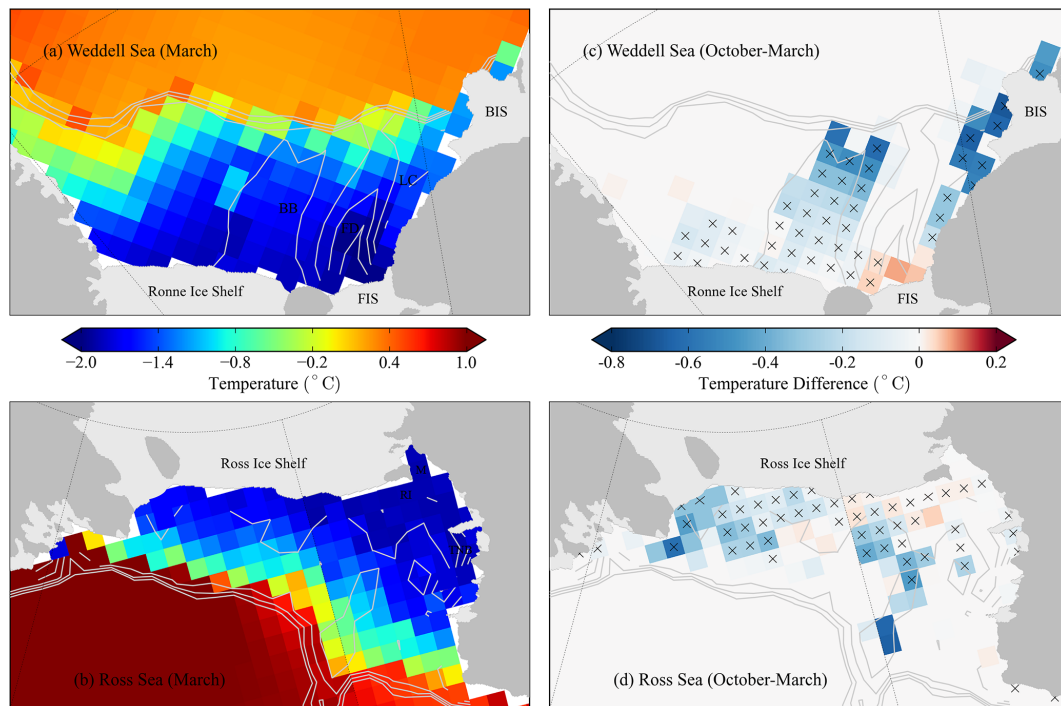 (a) Weddell Sea (March)
BIS
LC
BB
FD
Ronne Ice Shelf
FIS
(c) Weddell Sea (October-March)
BIS
Ronne Ice Shelf
FIS
−2.0 −1.4 −0.8 −0.2 0.4 1.0
Temperature (°C)
-0.8 -0.6 -0.4 -0.2 0 0.2
Temperature Difference (°C)
Ross Ice Shelf
M
RI
(b) Ross Sea (March)
Ross Ice Shelf
(d) Ross Sea (October-March)